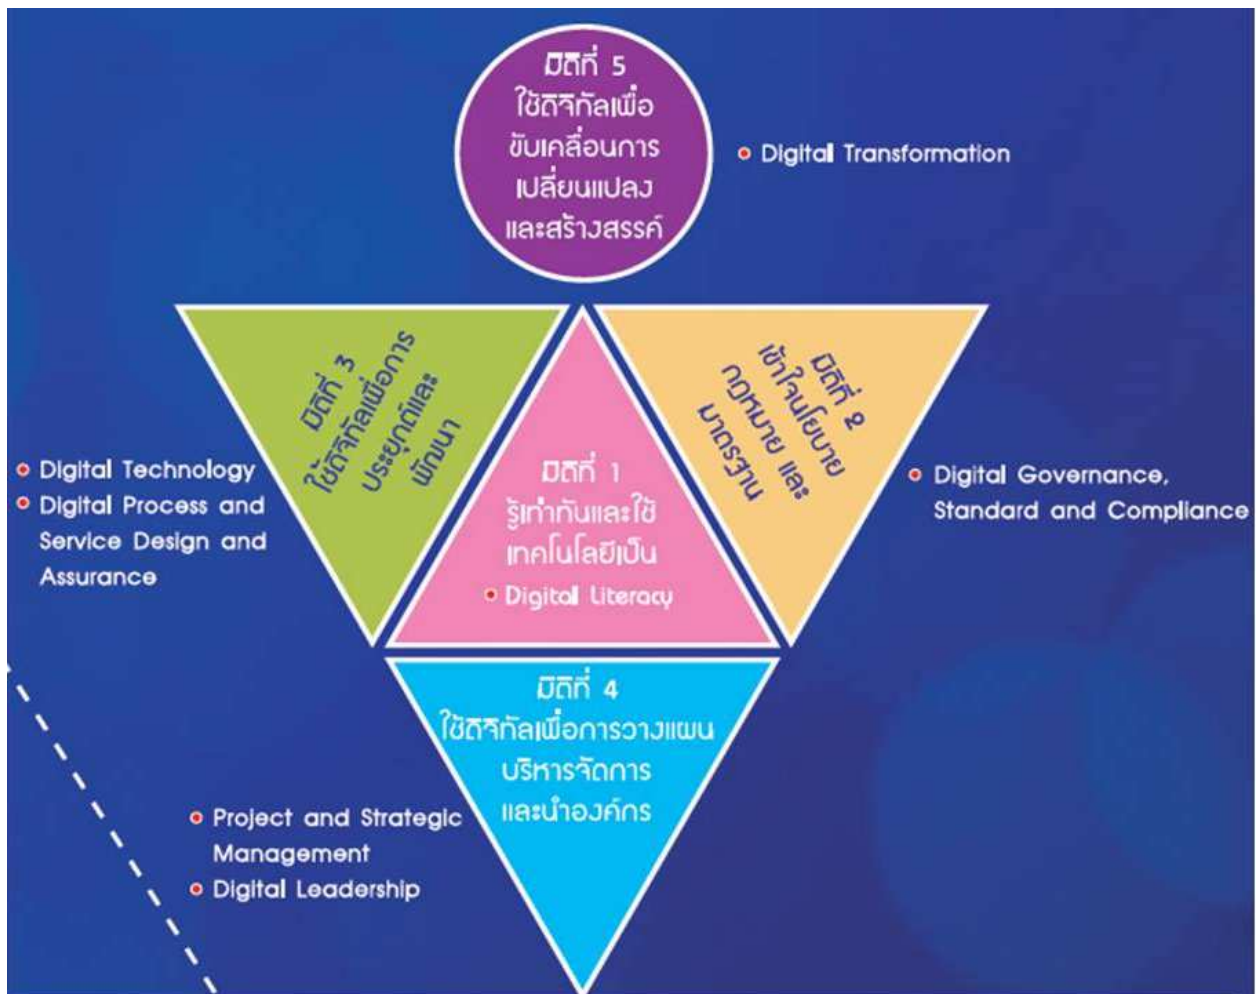 มิติที่ 5
ใช้ดิจิทัลเพื่อ
ขับเคลื่อนการ
เปลี่ยนแปลง
และสร้างสรรค์
Digital Transformation
มิติที่ 3
ใช้ดิจิทัลเพื่อการ
ประยุกต์และ
พัฒนา
Digital Technology
Digital Process and
Service Design and
Assurance
มิติที่ 1
รู้เท่าทันและใช้
เทคโนโลยีเป็น
Digital Literacy
มิติที่ 2
เข้าใจนโยบาย
กฎหมาย และ
มาตรฐาน
Digital Governance,
Standard and Compliance
มิติที่ 4
ใช้ดิจิทัลเพื่อการวางแผน
บริหารจัดการ
และนำองค์กร
Project and Strategic
Management
Digital Leadership